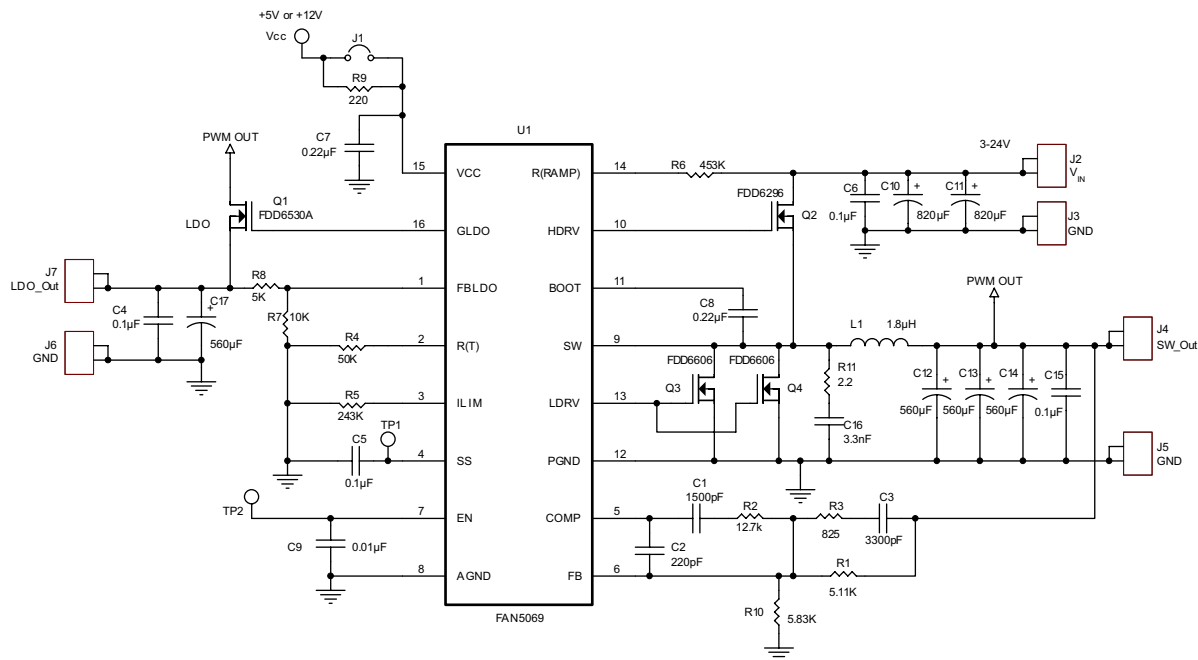 +5V or +12V
Vcc
J1
R9
220
C7
0.22µF
PWM OUT
Q1
FDD6530A
LDO
J7
LDO_Out
C4
0.1µF
C17
+
560µF
J6
GND
R8
5K
R7
10K
R4
50K
R5
243K
C5
0.1µF
TP1
TP2
C9
0.01µF
U1
15
VCC
16
GLDO
1
FBLDO
2
R(T)
3
ILIM
4
SS
7
EN
8
AGND
R(RAMP)
14
HDRV
10
BOOT
11
SW
9
LDRV
13
PGND
12
COMP
5
FB
6
FAN5069
R6
453K
3-24V
J2
V_IN
FDD6296
Q2
C6
0.1µF
C10
+
820µF
C11
+
820µF
J3
GND
C8
0.22µF
PWM OUT
L1
1.8µH
J4
SW_Out
FDD6606
FDD6606
Q3
Q4
R11
2.2
C16
3.3nF
C12
+
560µF
C13
+
560µF
C14
+
560µF
C15
0.1µF
J5
GND
C1
1500pF
R2
12.7k
R3
825
C3
3300pF
C2
220pF
R1
5.11K
R10
5.83K